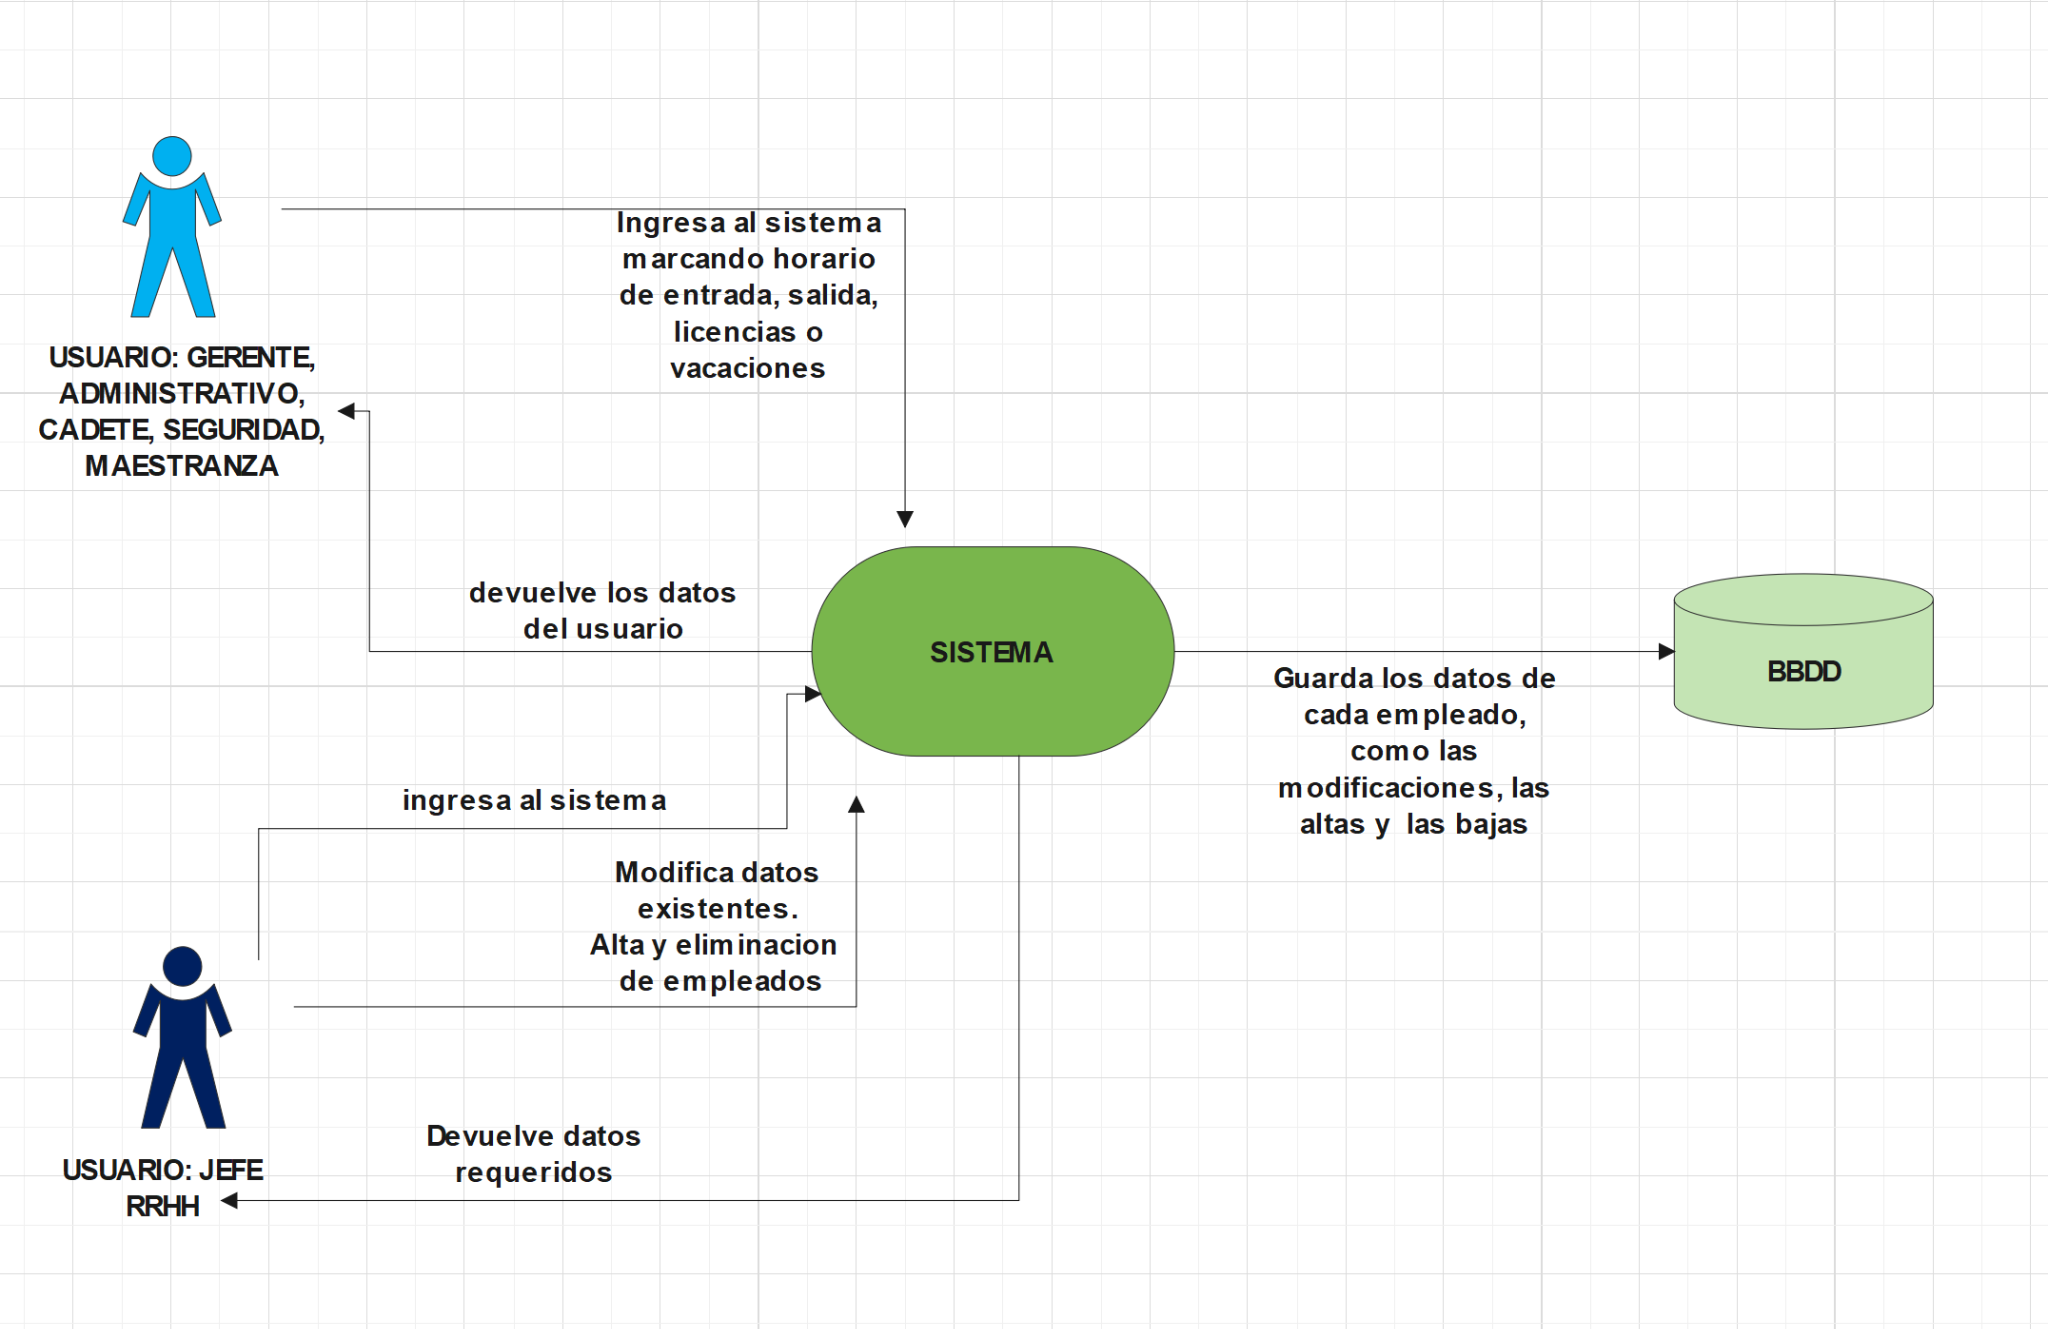 Ingresa al sistema
marcando horario
de entrada, salida,
licencias o
vacaciones
USUARIO: GERENTE,
ADMINISTRATIVO,
CADETE, SEGURIDAD,
MAESTRANZA
devuelve los datos
del usuario
SISTEMA
BBDD
Guarda los datos de
cada empleado,
como las
modificaciones, las
altas y  las bajas
ingresa al sistema
Modifica datos
existentes.
Alta y eliminacion
de empleados
Devuelve datos
requeridos
USUARIO: JEFE
RRHH